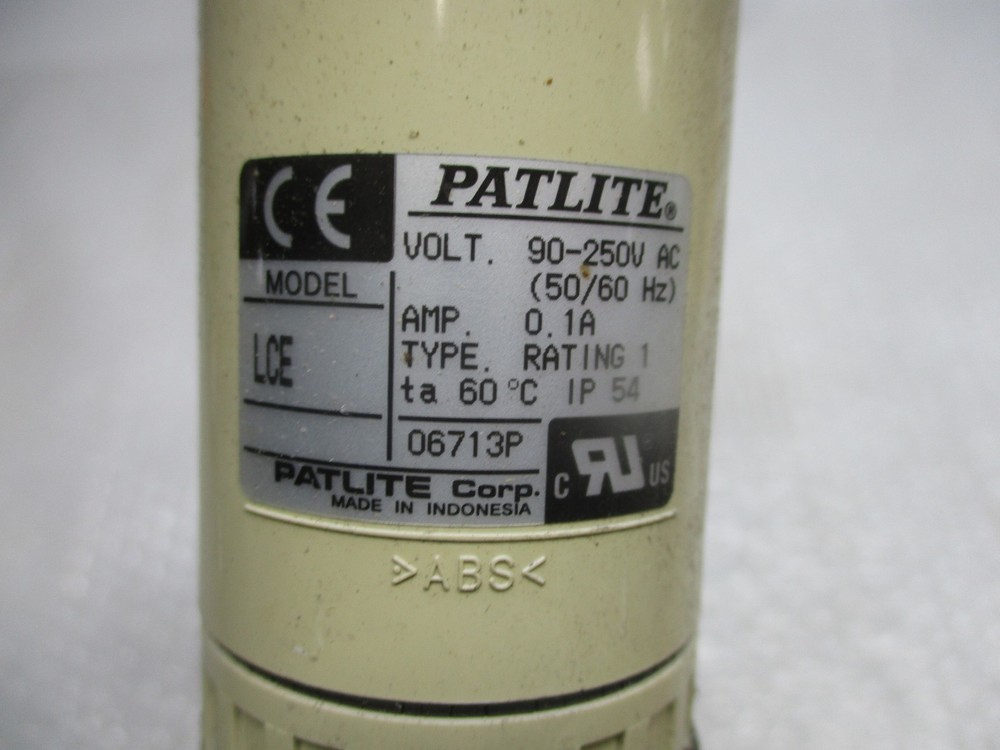 CE
PATLITE®
MODEL
LCE
VOLT. 90-250V AC
(50/60 Hz)
AMP. 0.1A
TYPE. RATING 1
ta 60°C IP 54
06713P
PATLITE Corp.
MADE IN INDONESIA
C RU US
>ABS<